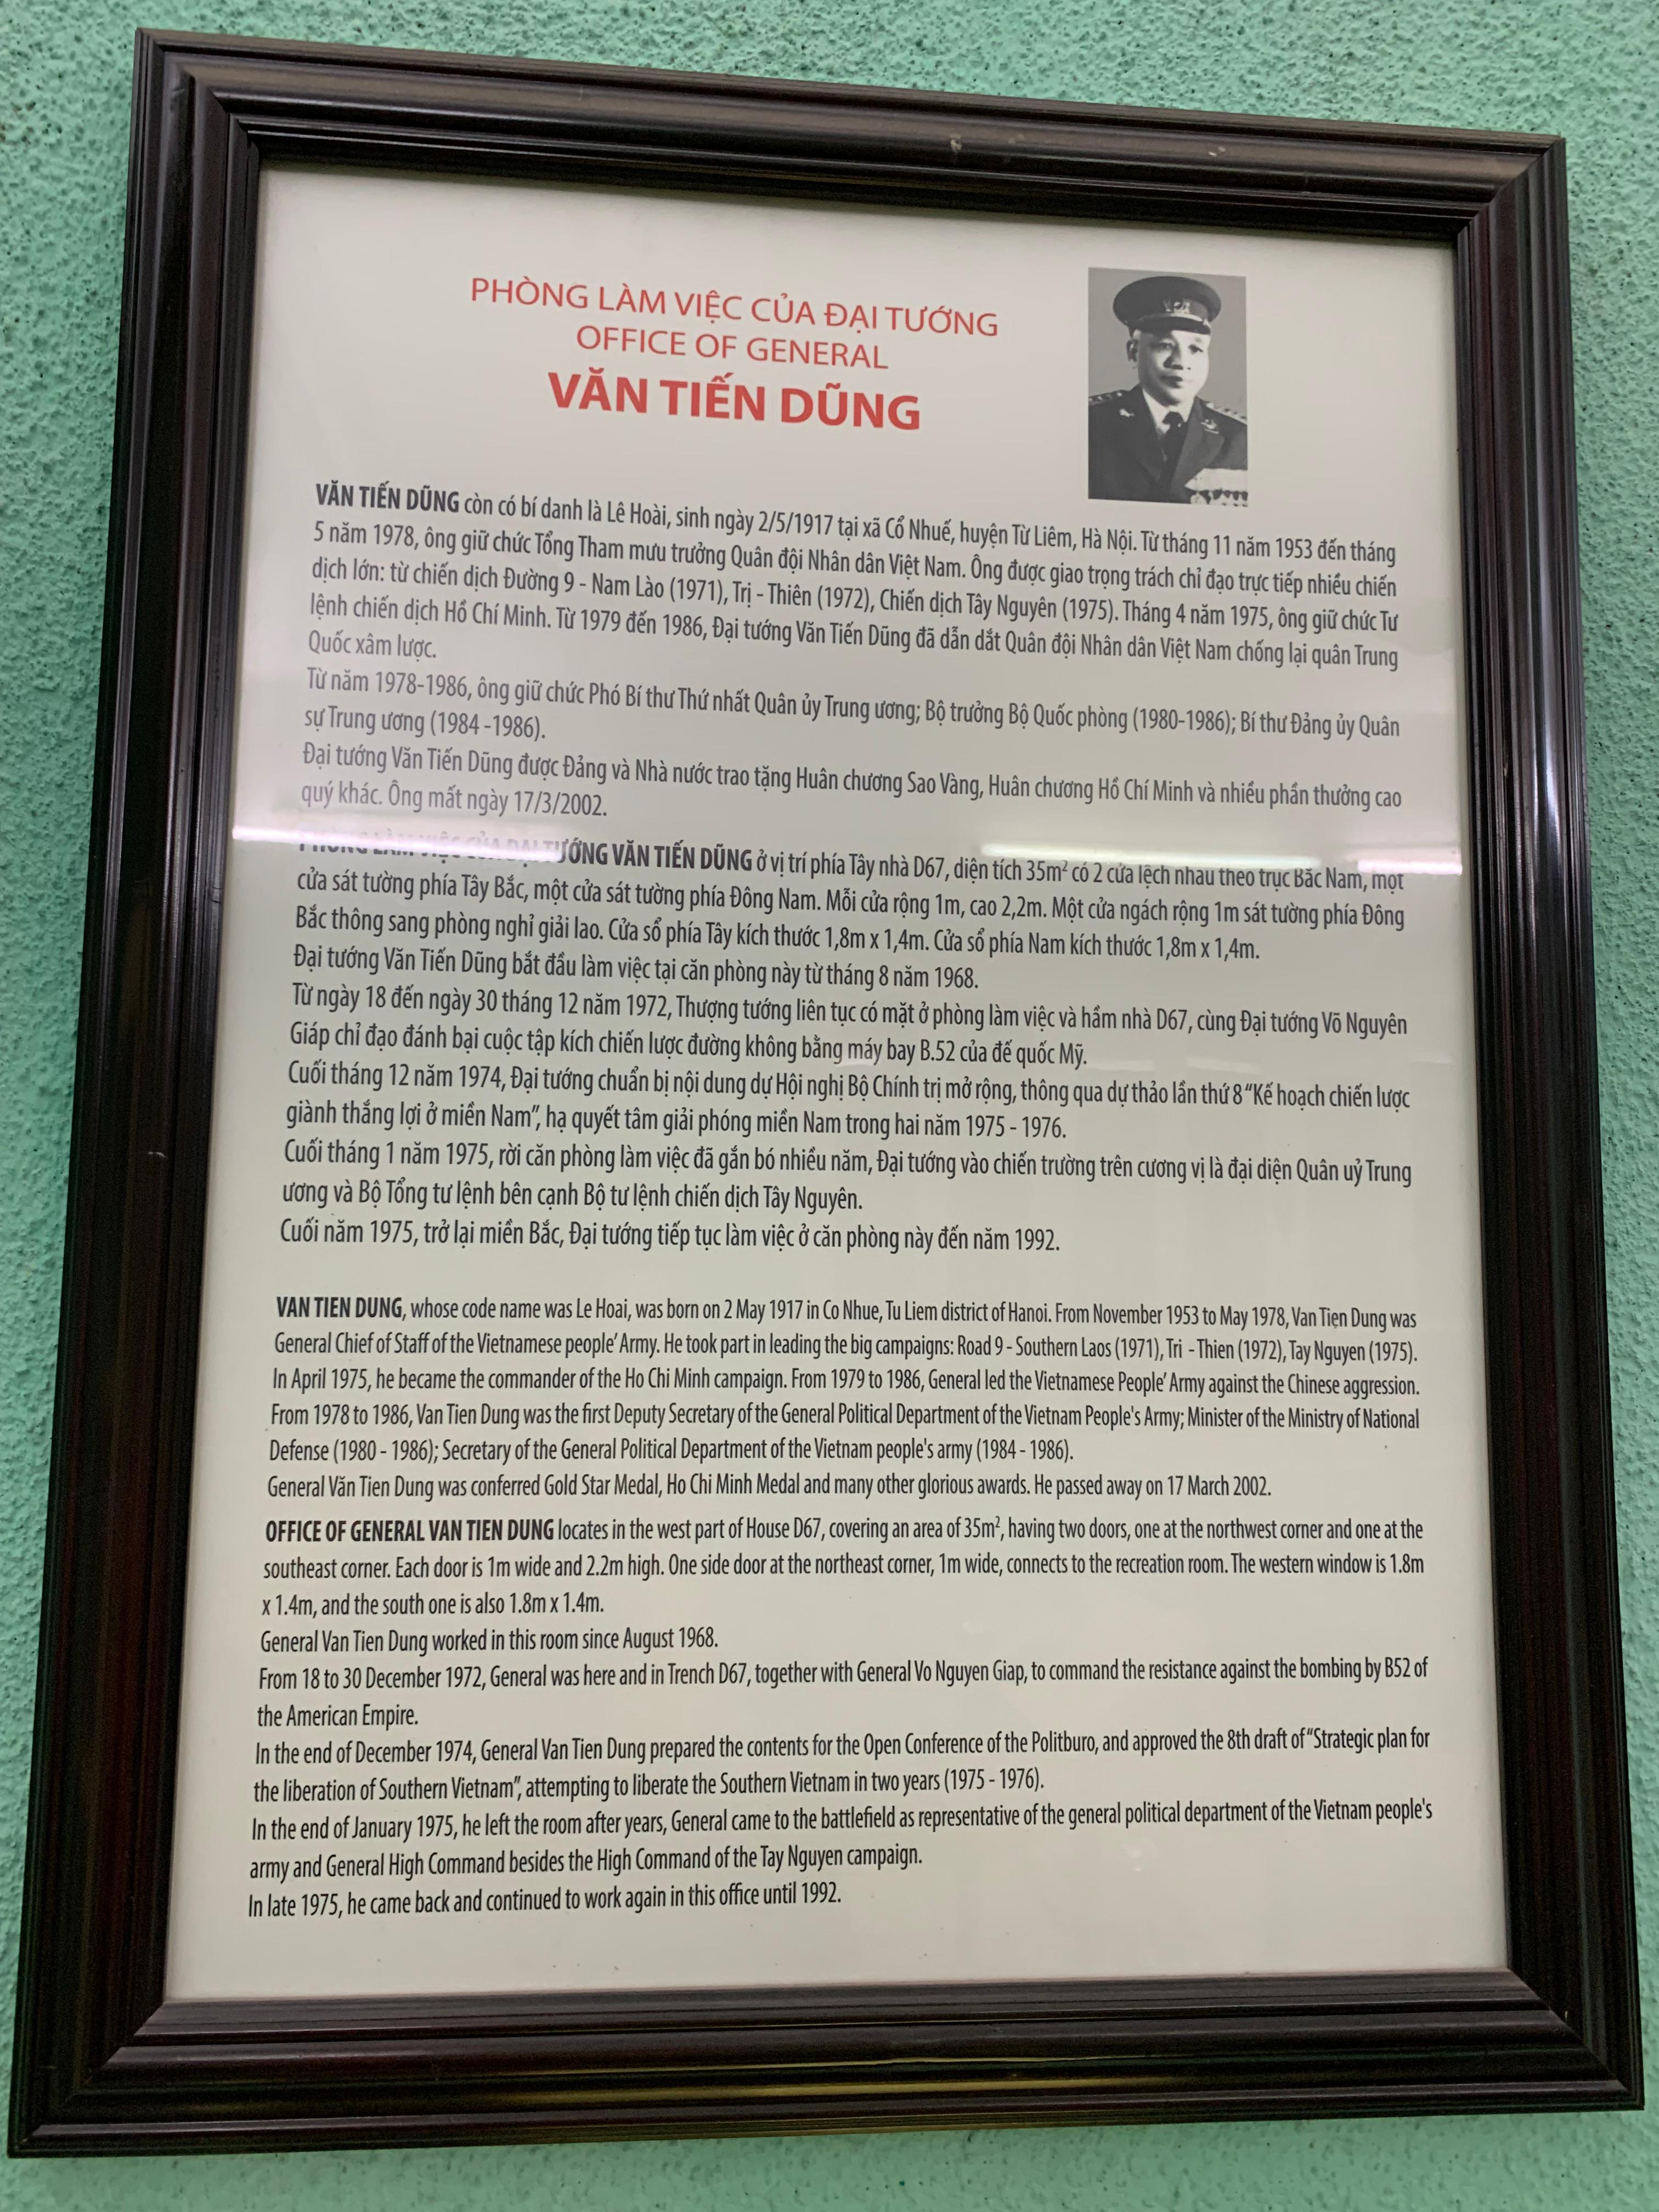 PHÒNG LÀM VIỆC CỦA ĐẠI TƯỚNG
OFFICE OF GENERAL
VĂN TIẾN DŨNG
VĂN TIẾN DŨNG còn có bí danh là Lê Hoài, sinh ngày 2/5/1917 tại xã Cổ Nhuế, huyện Từ Liêm, Hà Nội. Từ tháng 11 năm 1953 đến tháng
5 năm 1978, ông giữ chức Tổng Tham mưu trưởng Quân đội Nhân dân Việt Nam. Ông được giao trọng trách chỉ đạo trực tiếp nhiều chiến
dịch lớn: từ chiến dịch Đường 9 - Nam Lào (1971), Trị - Thiên (1972), Chiến dịch Tây Nguyên (1975). Tháng 4 năm 1975, ông giữ chức Tư
lệnh chiến dịch Hồ Chí Minh. Từ 1979 đến 1986, Đại tướng Văn Tiến Dũng đã dẫn dắt Quân đội Nhân dân Việt Nam chống lại quân Trung
Quốc xâm lược.
Từ năm 1978-1986, ông giữ chức Phó Bí thư Thứ nhất Quân ủy Trung ương; Bộ trưởng Bộ Quốc phòng (1980-1986); Bí thư Đảng ủy Quân
sự Trung ương (1984 -1986).
Đại tướng Văn Tiến Dũng được Đảng và Nhà nước trao tặng Huân chương Sao Vàng, Huân chương Hồ Chí Minh và nhiều phần thưởng cao
quý khác. Ông mất ngày 17/3/2002.
PHÒNG LÀM VIỆC CỦA ĐẠI TƯỚNG VĂN TIẾN DŨNG ở vị trí phía Tây nhà D67, diện tích 35m² có 2 cửa lệch nhau theo trục Bắc Nam, một
cửa sát tường phía Tây Bắc, một cửa sát tường phía Đông Nam. Mỗi cửa rộng 1m, cao 2,2m. Một cửa ngách rộng 1m sát tường phía Đông
Bắc thông sang phòng nghỉ giải lao. Cửa sổ phía Tây kích thước 1,8m x 1,4m. Cửa sổ phía Nam kích thước 1,8m x 1,4m.
Đại tướng Văn Tiến Dũng bắt đầu làm việc tại căn phòng này từ tháng 8 năm 1968.
Từ ngày 18 đến ngày 30 tháng 12 năm 1972, Thượng tướng liên tục có mặt ở phòng làm việc và hầm nhà D67, cùng Đại tướng Võ Nguyên
Giáp chỉ đạo đánh bại cuộc tập kích chiến lược đường không bằng máy bay B.52 của đế quốc Mỹ.
Cuối tháng 12 năm 1974, Đại tướng chuẩn bị nội dung dự Hội nghị Bộ Chính trị mở rộng, thông qua dự thảo lần thứ 8 “Kế hoạch chiến lược
giành thắng lợi ở miền Nam”, hạ quyết tâm giải phóng miền Nam trong hai năm 1975 - 1976.
Cuối tháng 1 năm 1975, rời căn phòng làm việc đã gắn bó nhiều năm, Đại tướng vào chiến trường trên cương vị là đại diện Quân uỷ Trung
ương và Bộ Tổng tư lệnh bên cạnh Bộ tư lệnh chiến dịch Tây Nguyên.
Cuối năm 1975, trở lại miền Bắc, Đại tướng tiếp tục làm việc ở căn phòng này đến năm 1992.
VAN TIEN DUNG, whose code name was Le Hoai, was born on 2 May 1917 in Co Nhue, Tu Liem district of Hanoi. From November 1953 to May 1978, Van Tien Dung was
General Chief of Staff of the Vietnamese people’ Army. He took part in leading the big campaigns: Road 9 - Southern Laos (1971), Tri - Thien (1972), Tay Nguyen (1975).
In April 1975, he became the commander of the Ho Chi Minh campaign. From 1979 to 1986, General led the Vietnamese People’ Army against the Chinese aggression.
From 1978 to 1986, Van Tien Dung was the first Deputy Secretary of the General Political Department of the Vietnam People's Army; Minister of the Ministry of National
Defense (1980 - 1986); Secretary of the General Political Department of the Vietnam people's army (1984 - 1986).
General Văn Tien Dung was conferred Gold Star Medal, Ho Chi Minh Medal and many other glorious awards. He passed away on 17 March 2002.
OFFICE OF GENERAL VAN TIEN DUNG locates in the west part of House D67, covering an area of 35m², having two doors, one at the northwest corner and one at the
southeast corner. Each door is 1m wide and 2.2m high. One side door at the northeast corner, 1m wide, connects to the recreation room. The western window is 1.8m
x 1.4m, and the south one is also 1.8m x 1.4m.
General Van Tien Dung worked in this room since August 1968.
From 18 to 30 December 1972, General was here and in Trench D67, together with General Vo Nguyen Giap, to command the resistance against the bombing by B52 of
the American Empire.
In the end of December 1974, General Van Tien Dung prepared the contents for the Open Conference of the Politburo, and approved the 8th draft of “Strategic plan for
the liberation of Southern Vietnam”, attempting to liberate the Southern Vietnam in two years (1975 - 1976).
In the end of January 1975, he left the room after years, General came to the battlefield as representative of the general political department of the Vietnam people's
army and General High Command besides the High Command of the Tay Nguyen campaign.
In late 1975, he came back and continued to work again in this office until 1992.